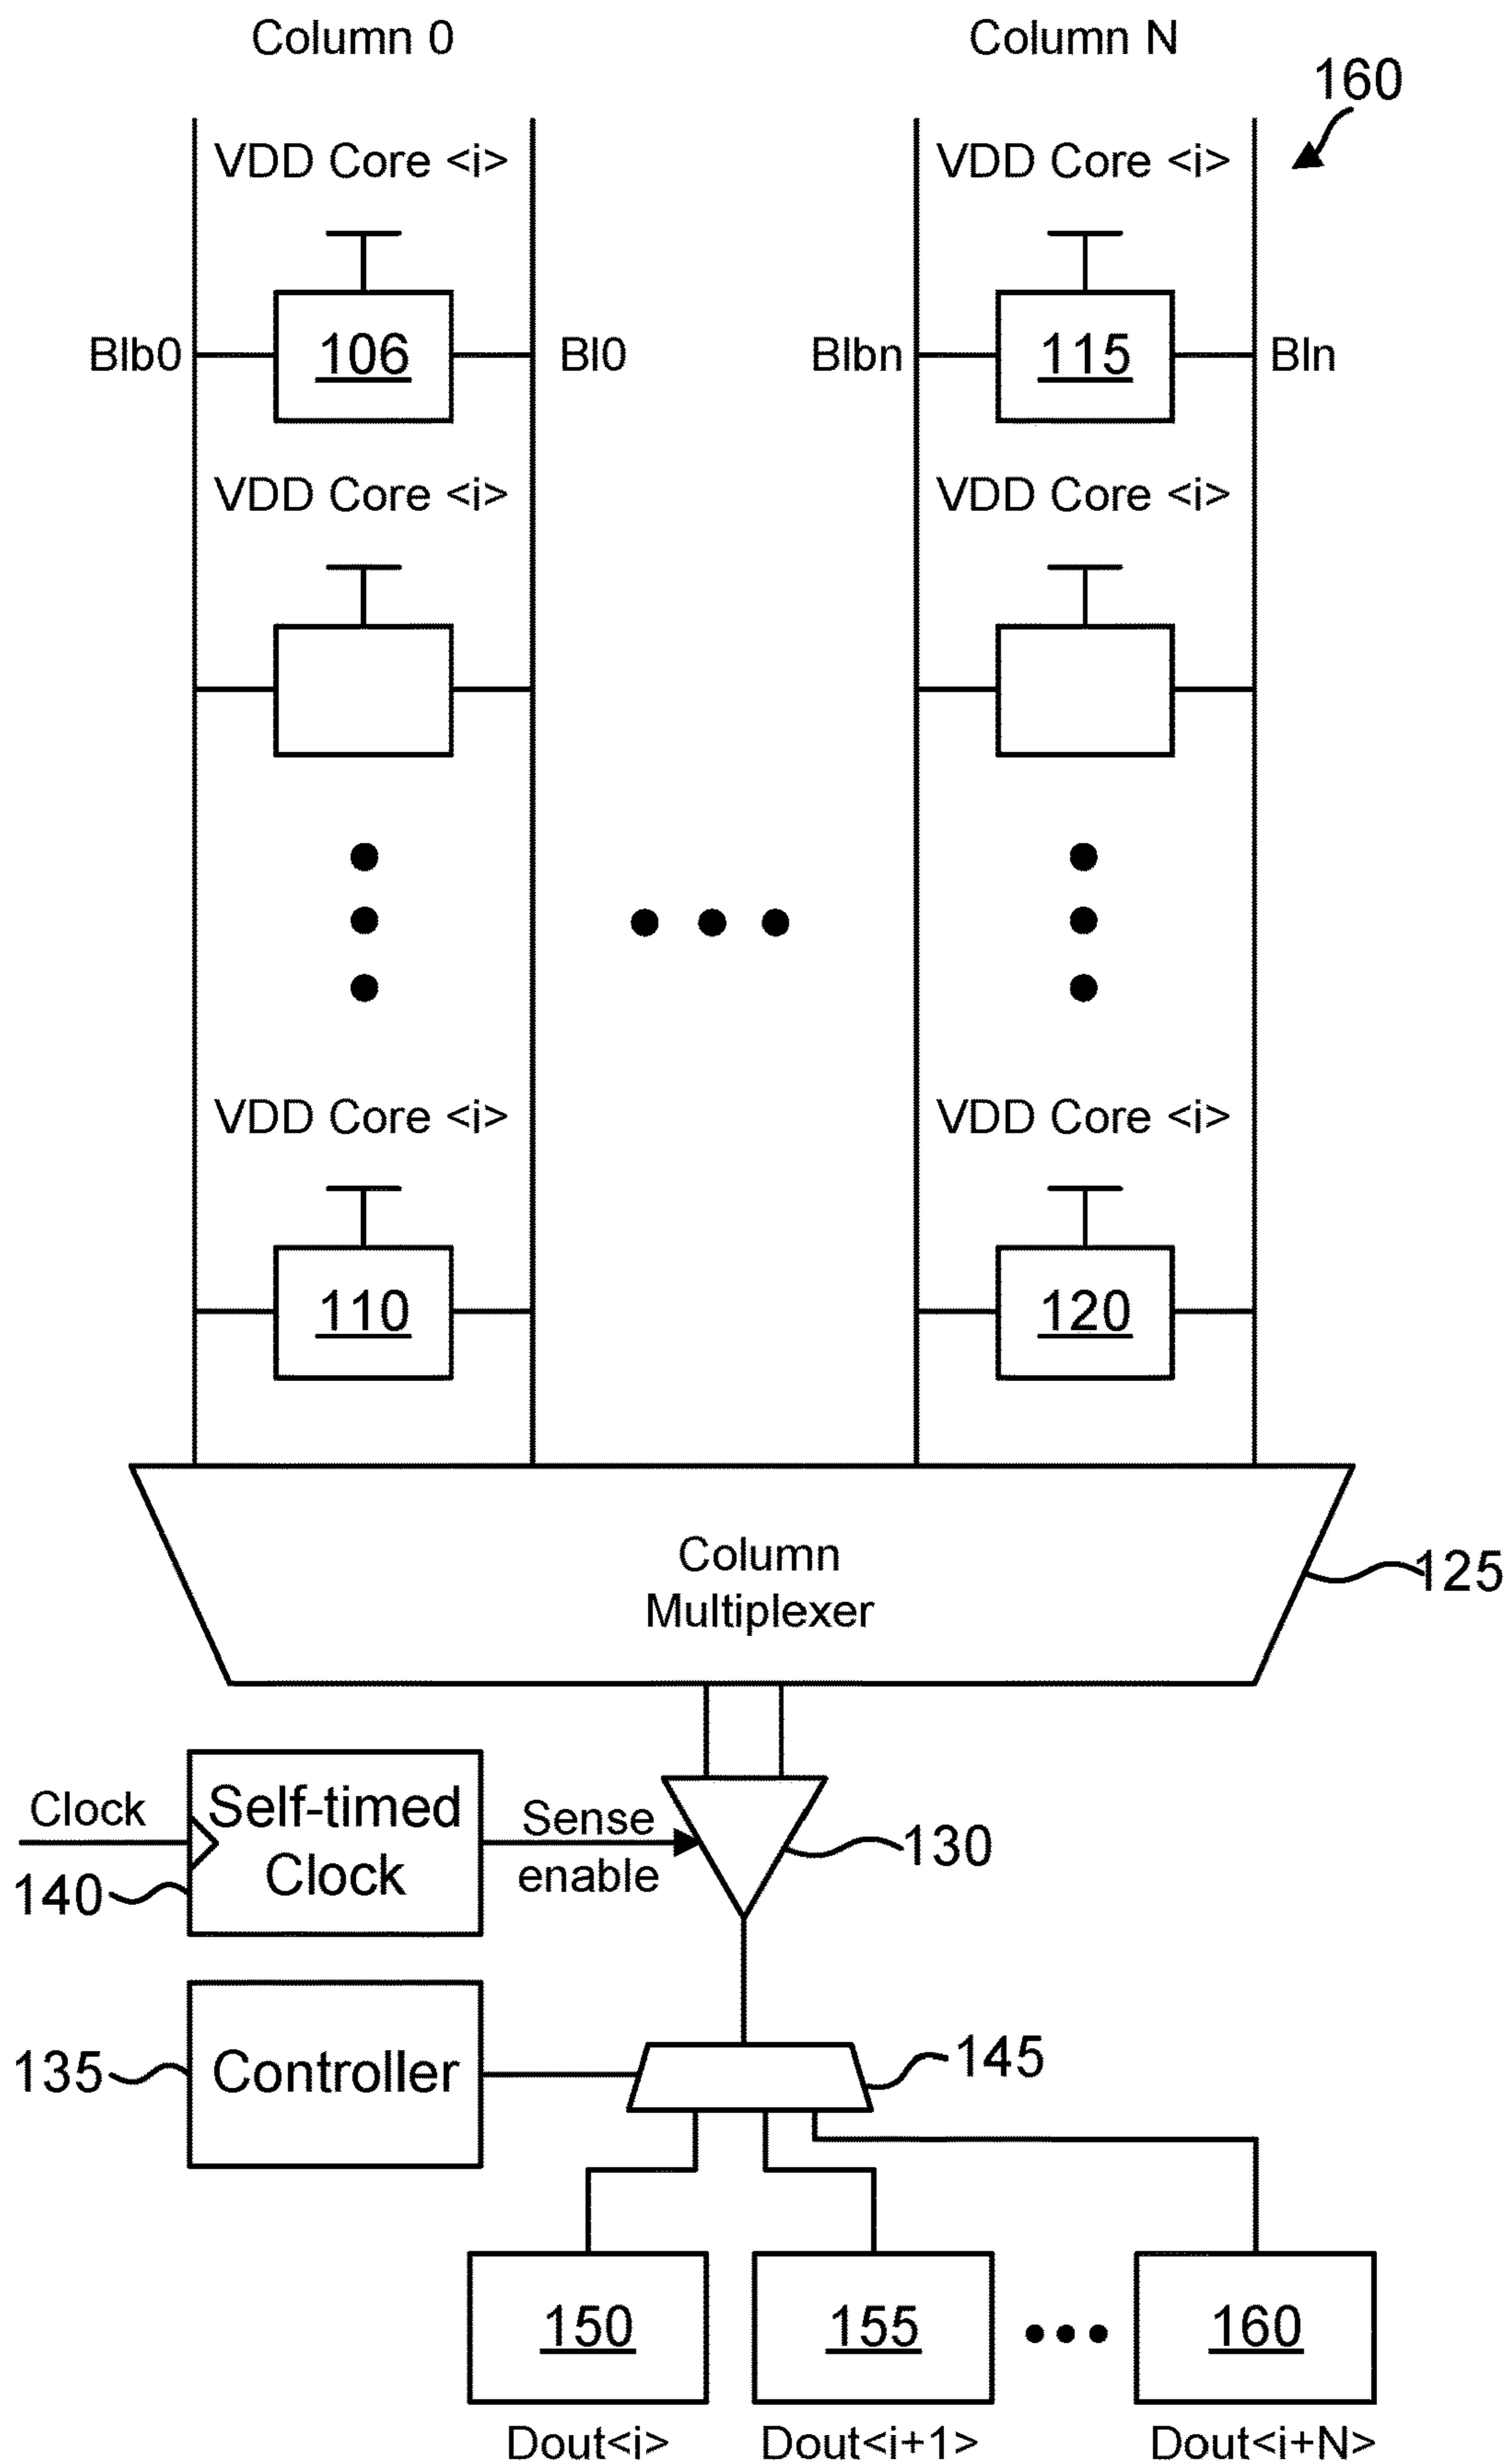 Column 0
Column N
160
VDD Core <i>
VDD Core <i>
Blb0
106
Bl0
Blbn
115
Bln
VDD Core <i>
VDD Core <i>
VDD Core <i>
VDD Core <i>
110
120
Column
Multiplexer
125
Clock
Self-timed
Clock
Sense
enable
130
140
135
Controller
145
150
155
160
Dout<i>
Dout<i+1>
Dout<i+N>